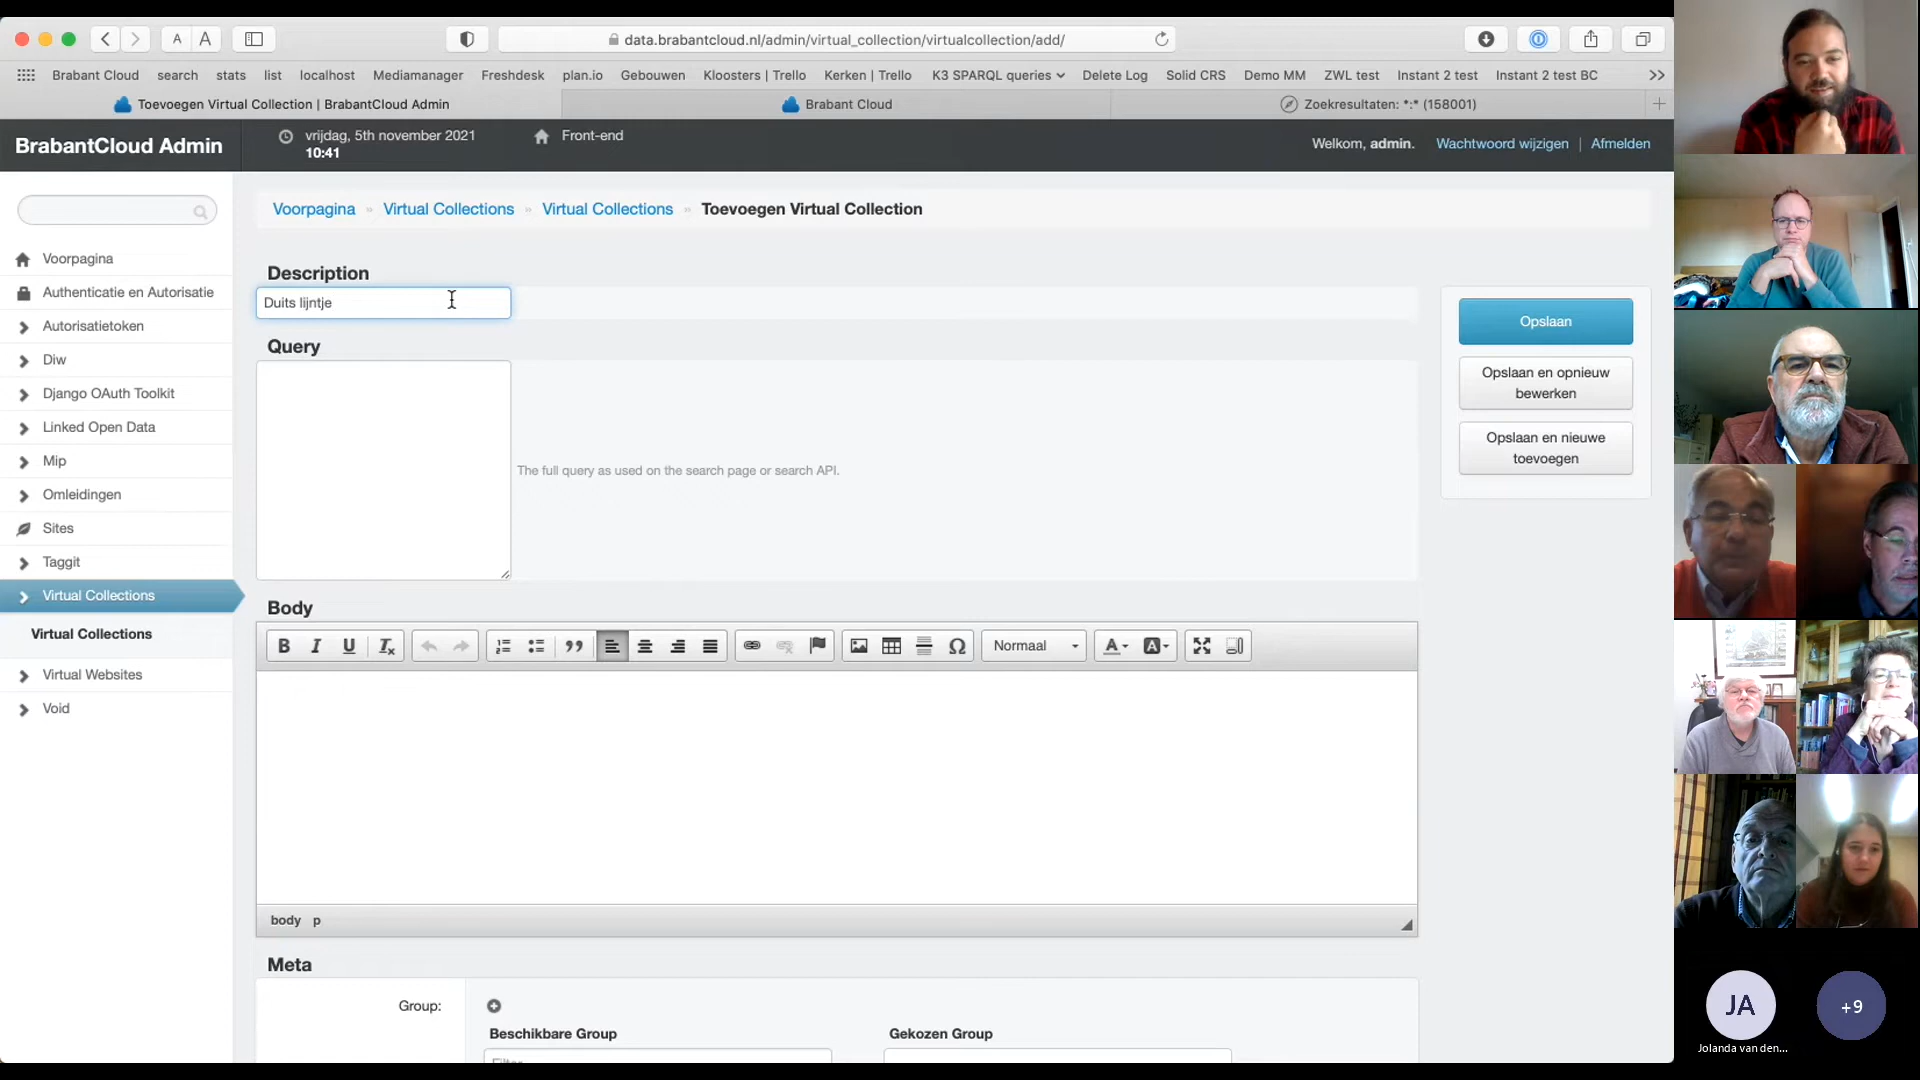 A A
data.brabantcloud.nl/admin/virtual_collection/virtualcollection/add/
Brabant Cloud search stats list localhost Mediamanager Freshdesk plan.io Gebouwen Kloosters | Trello Kerken | Trello K3 SPARQL queries Delete Log Solid CRS Demo MM ZWL test Instant 2 test Instant 2 test BC
Toevoegen Virtual Collection | BrabantCloud Admin Brabant Cloud Zoekresultaten: *:* (158001)
BrabantCloud Admin
vrijdag, 5th november 2021
10:41
Front-end
Welkom, admin. Wachtwoord wijzigen | Afmelden
Voorpagina
Authenticatie en Autorisatie
Autorisatietoken
Diw
Django OAuth Toolkit
Linked Open Data
Mip
Omleidingen
Sites
Taggit
Virtual Collections
Virtual Collections
Virtual Websites
Void
Voorpagina » Virtual Collections » Virtual Collections » Toevoegen Virtual Collection
Description
Duits lijntje
Query
The full query as used on the search page or search API.
Body
B I U Ix
Normaal
A A
body p
Meta
Group:
Beschikbare Group Gekozen Group
Filter
Opslaan
Opslaan en opnieuw
bewerken
Opslaan en nieuwe
toevoegen
JA +9
Jolanda van den...